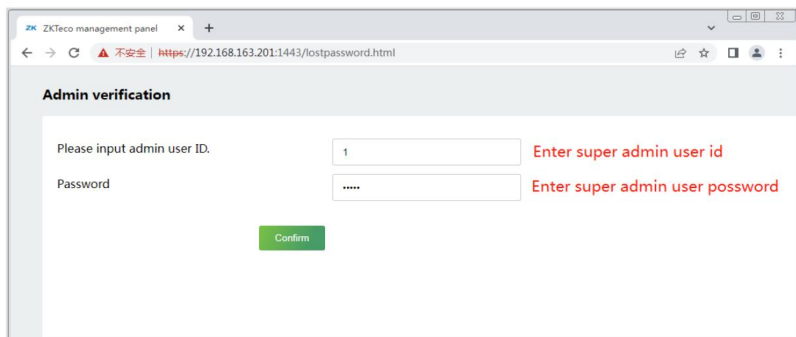 ZK ZKTeco management panel
不安全 | https://192.168.163.201:1443/lostpassword.html
Admin verification
Please input admin user ID.
1
Enter super admin user id
Password
•••••
Enter super admin user possword
Confirm